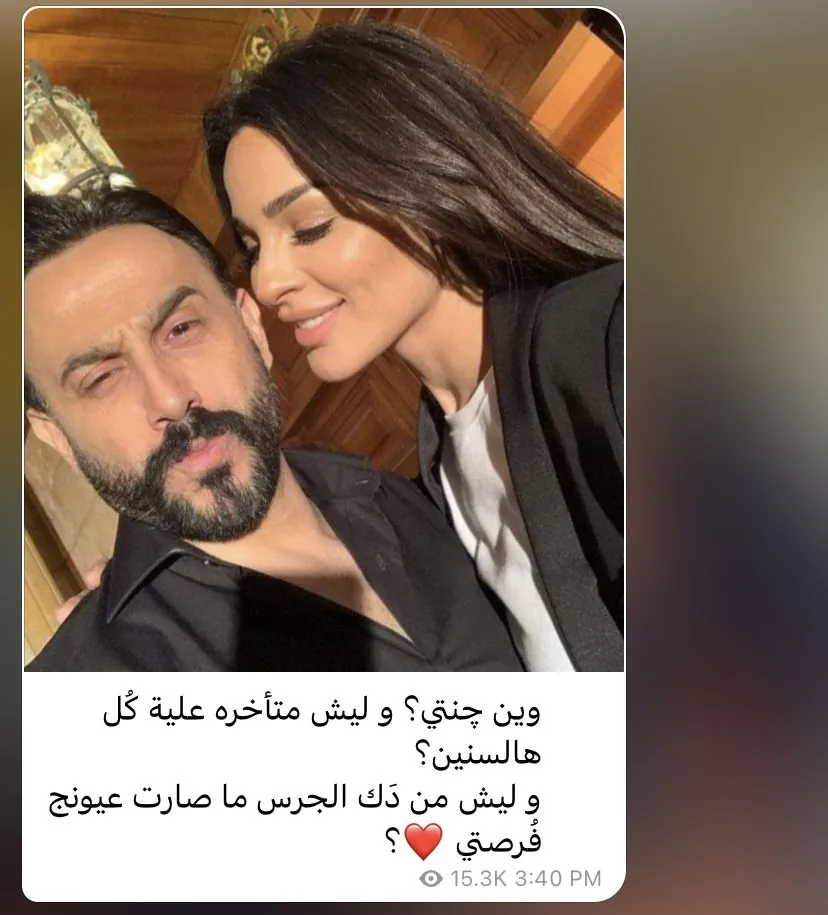 وين چنتي؟ و ليش متأخره علية كُل
هالسنين؟
و ليش من دَك الجرس ما صارت عيونج
فُرصتي ❤️؟
15.3K 3:40 PM